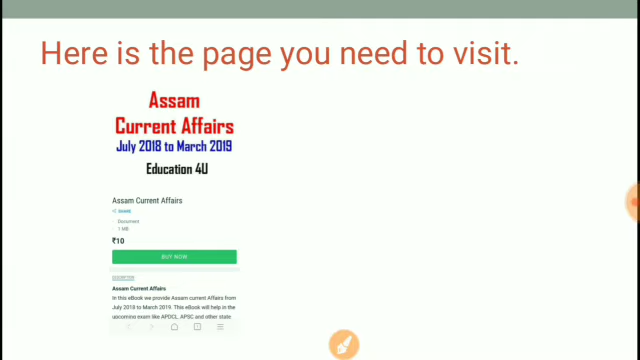 Here is the page you need to visit.
Assam
Current Affairs
July 2018 to March 2019
Education 4U
Assam Current Affairs
SHARE
Document
1 MB
₹10
BUY NOW
Assam Current Affairs
In this eBook we provide Assam current Affairs from
July 2018 to March 2019. This eBook will help in the
upcoming exam like APDCL, APSC and other state